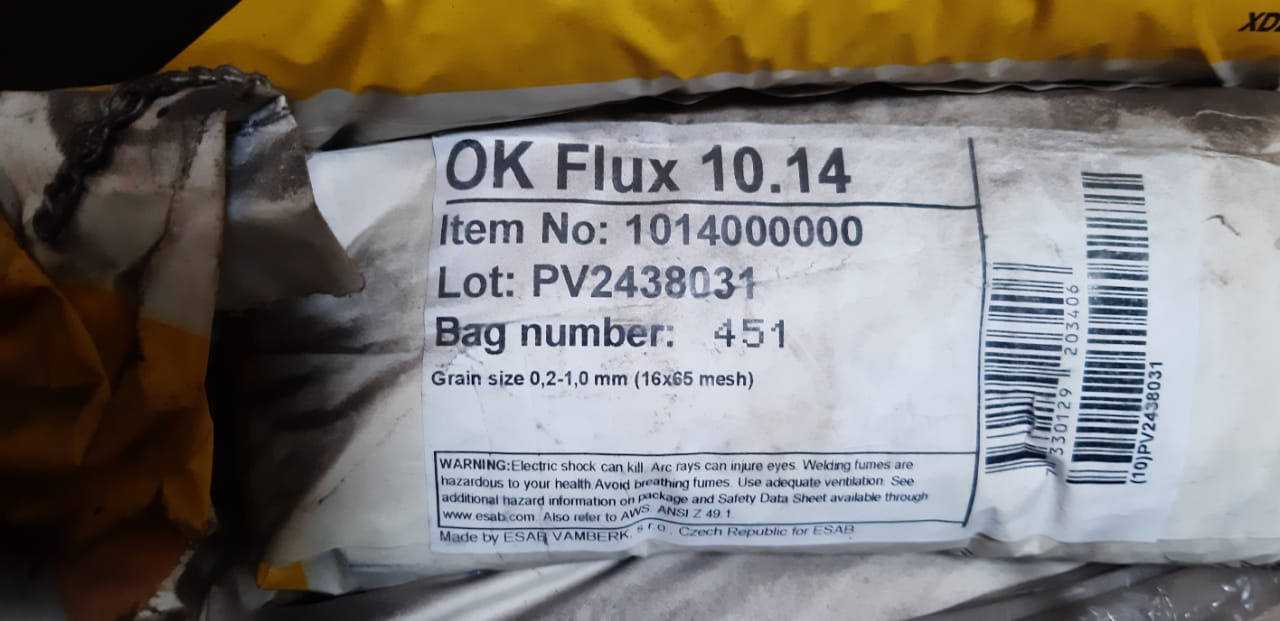 OK Flux 10.14
Item No: 1014000000
Lot: PV2438031
Bag number: 451
Grain size 0,2-1,0 mm (16x65 mesh)
WARNING:Electric shock can kill. Arc rays can injure eyes. Welding fumes are
hazardous to your health.Avoid breathing fumes. Use adequate ventilation. See
additional hazard information on package and Safety Data Sheet available through
www.esab.com. Also refer to AWS. ANSI Z 49.1.
Made by ESAB VAMBERK, s r.o., Czech Republic for ESAB
7 330129 203406
(10)PV2438031